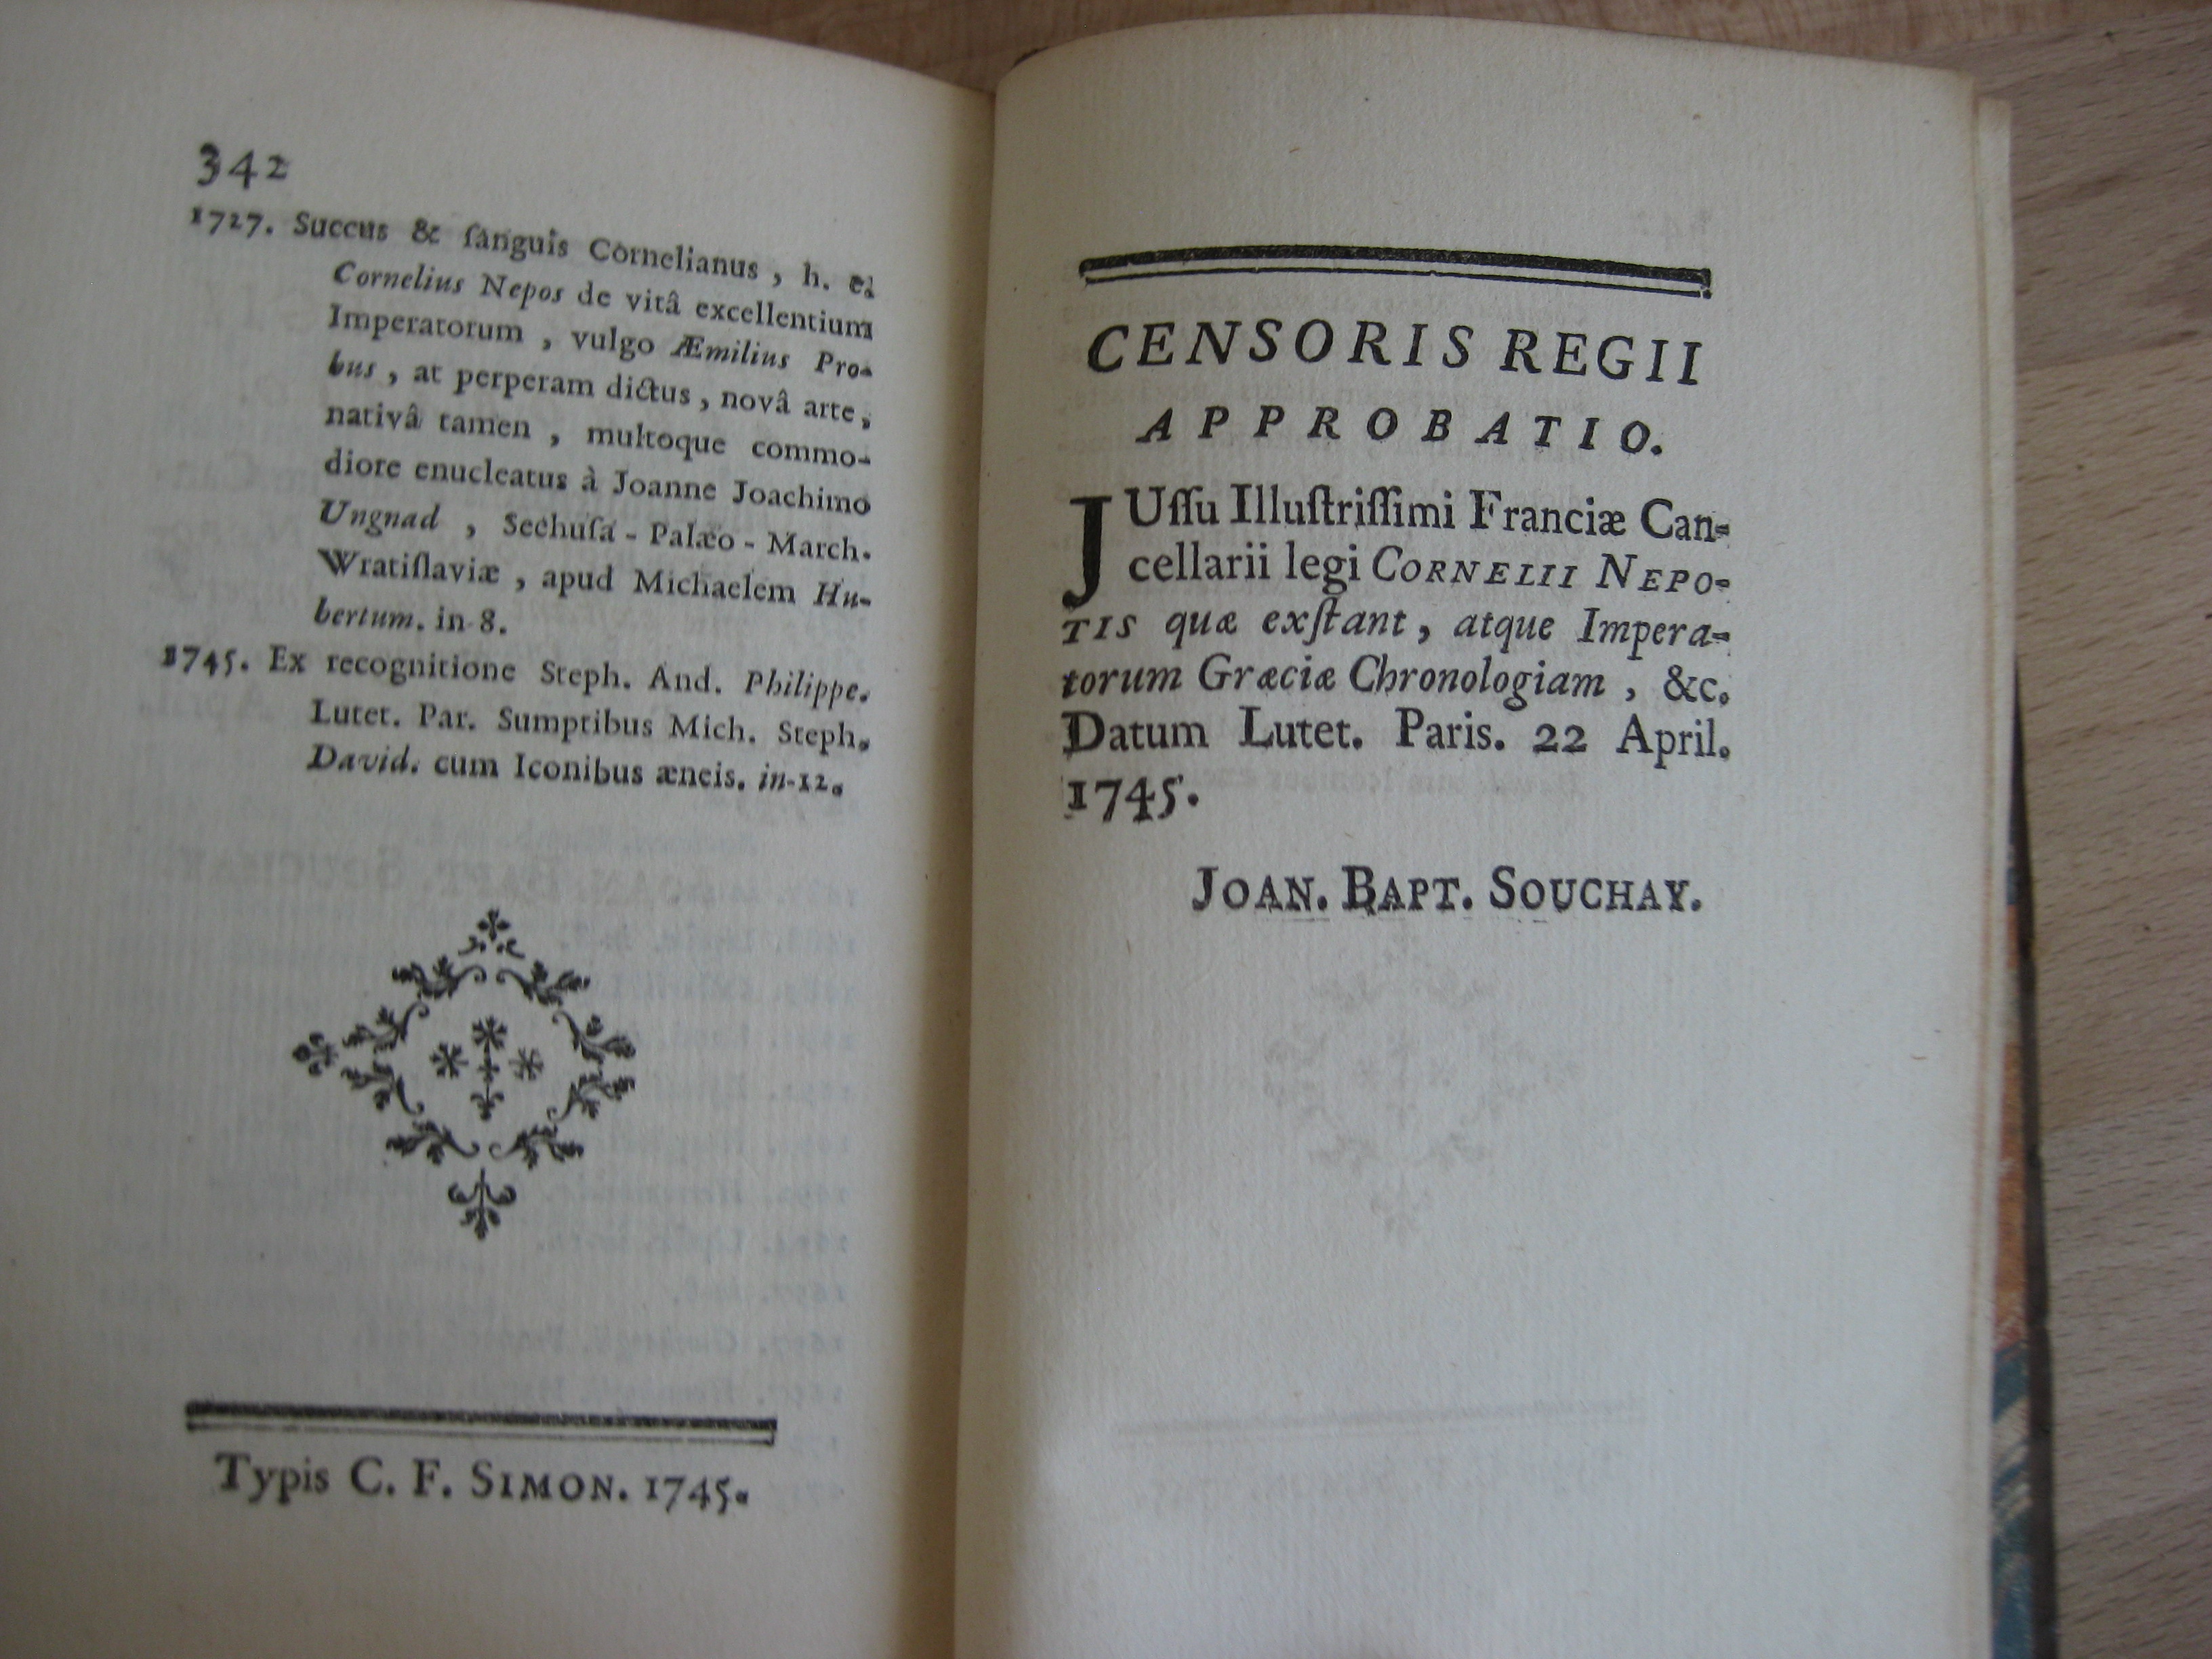 342
1727. Succus & ſanguis Cornelianus, h. e.
Cornelius Nepos de vitâ excellentium
Imperatorum, vulgo Æmilius Pro-
bus, at perperam dictus, novâ arte,
nativâ tamen, multoque commo-
diore enucleatus à Joanne Joachimo
Ungnad, Sechuſa-Palæo-March.
Wratiſlaviæ, apud Michaelem Hu-
bertum. in 8.
1745. Ex recognitione Steph. And. Philippe.
Lutet. Par. Sumptibus Mich. Steph.
David. cum Iconibus æneis. in-12.
Typis C. F. SIMON. 1745.
CENSORIS REGII
APPROBATIO.
JUſſu Illuſtriſſimi Franciæ Can-
cellarii legi CORNELII NEPO-
TIS quæ exſtant, atque Impera-
torum Græciæ Chronologiam, &c.
Datum Lutet. Paris. 22 April.
1745.
JOAN. BAPT. SOUCHAY.